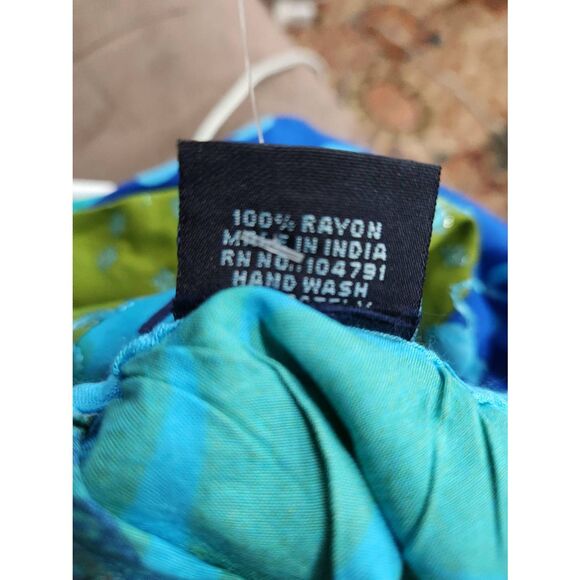 100% RAYON
MADE IN INDIA
RN NO.: 104791
HAND WASH